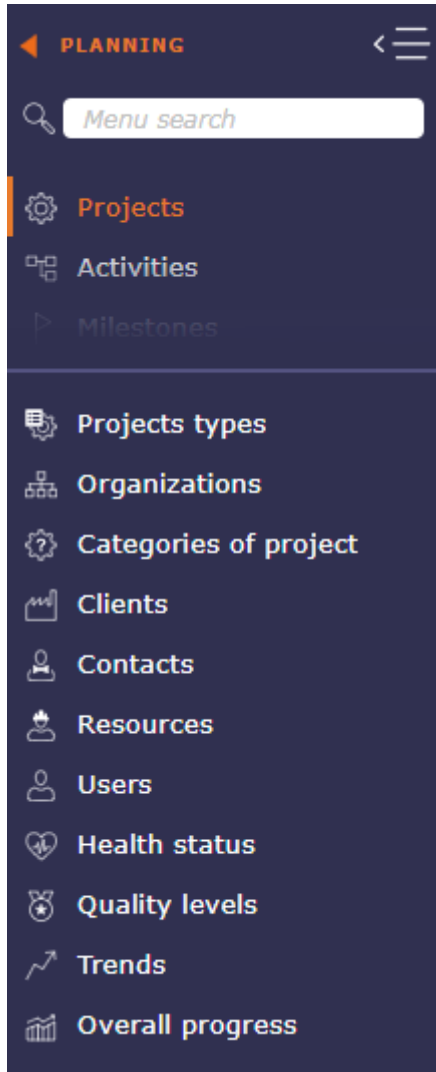 PLANNING
Menu search
Projects
Activities
Milestones
Projects types
Organizations
Categories of project
Clients
Contacts
Resources
Users
Health status
Quality levels
Trends
Overall progress